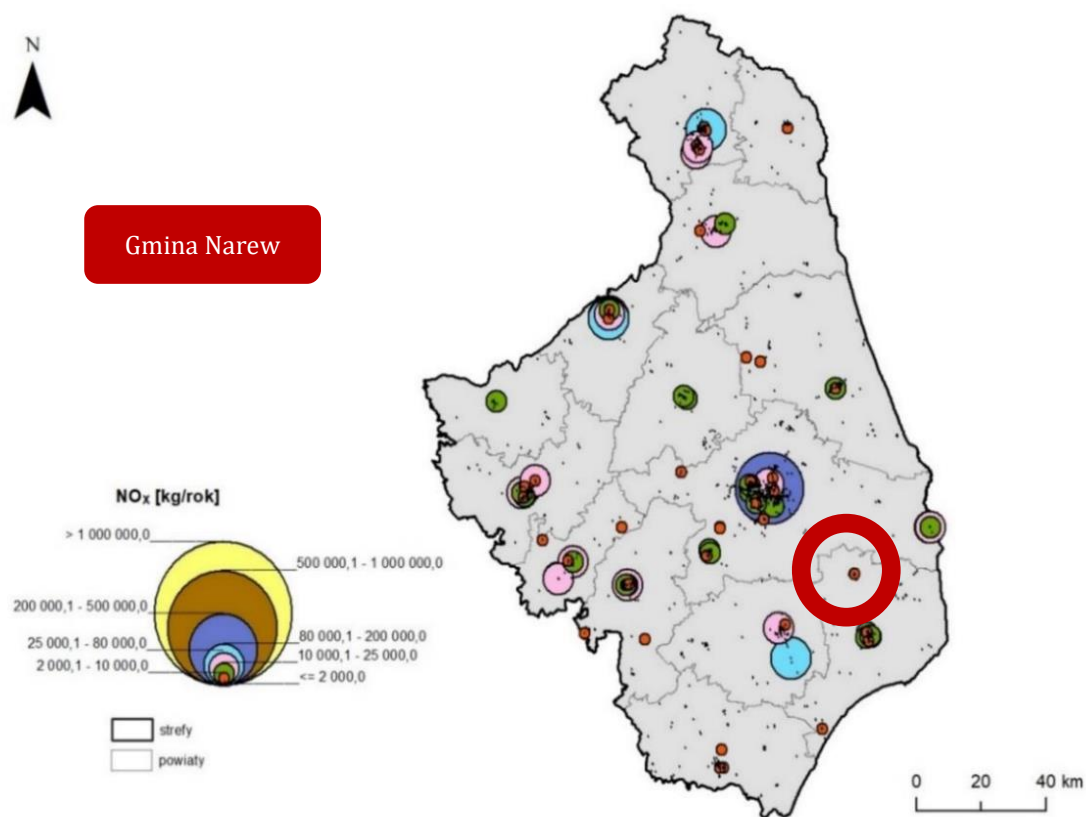 N
Gmina Narew
NOx [kg/rok]
> 1 000 000,0
500 000,1 - 1 000 000,0
200 000,1 - 500 000,0
80 000,1 - 200 000,0
25 000,1 - 80 000,0
10 000,1 - 25 000,0
2 000,1 - 10 000,0
<= 2 000,0
strefy
powiaty
0 20 40 km